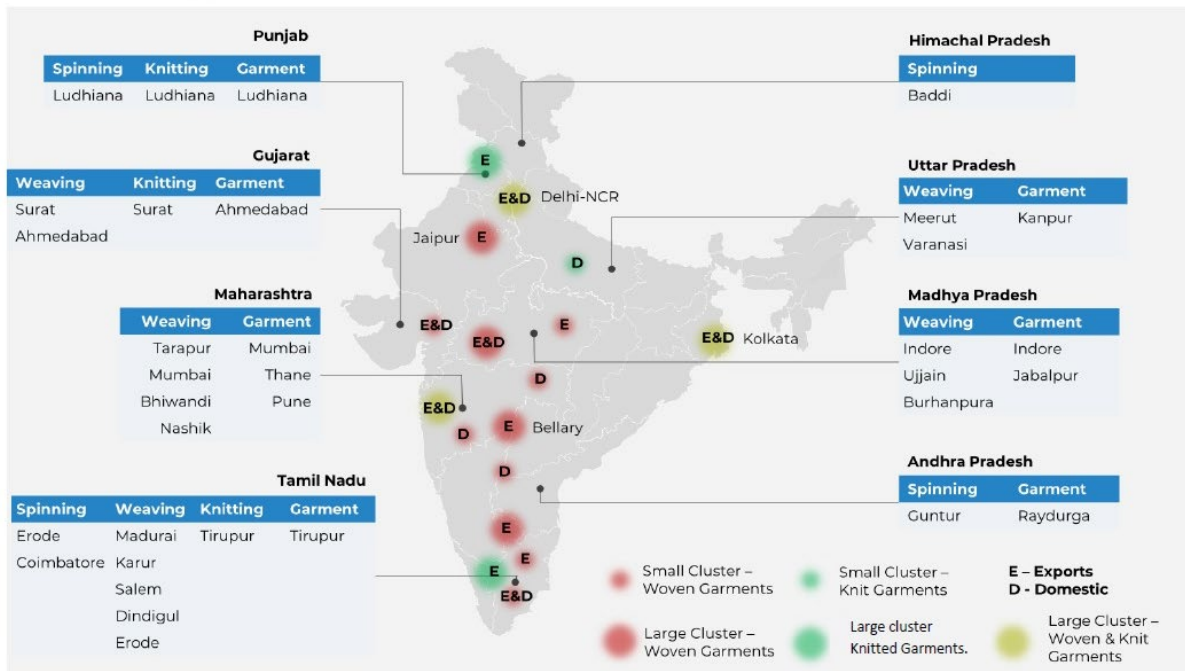 Punjab
Spinning Knitting Garment
Ludhiana Ludhiana Ludhiana
Gujarat
Weaving Knitting Garment
Surat Surat Ahmedabad
Ahmedabad
Maharashtra
Weaving Garment
Tarapur Mumbai
Mumbai Thane
Bhiwandi Pune
Nashik
Tamil Nadu
Spinning Weaving Knitting Garment
Erode Madurai Tirupur Tirupur
Coimbatore Karur
Salem
Dindigul
Erode
E
E&D Delhi-NCR
Jaipur E
D
E&D
E&D
E
E&D Kolkata
D
E&D
D
E Bellary
D
E
E
E
E&D
Himachal Pradesh
Spinning
Baddi
Uttar Pradesh
Weaving Garment
Meerut Kanpur
Varanasi
Madhya Pradesh
Weaving Garment
Indore Indore
Ujjain Jabalpur
Burhanpura
Andhra Pradesh
Spinning Garment
Guntur Raydurga
Small Cluster –
Woven Garments
Small Cluster –
Knit Garments
E – Exports
D - Domestic
Large Cluster –
Woven Garments
Large cluster
Knitted Garments.
Large Cluster –
Woven & Knit
Garments